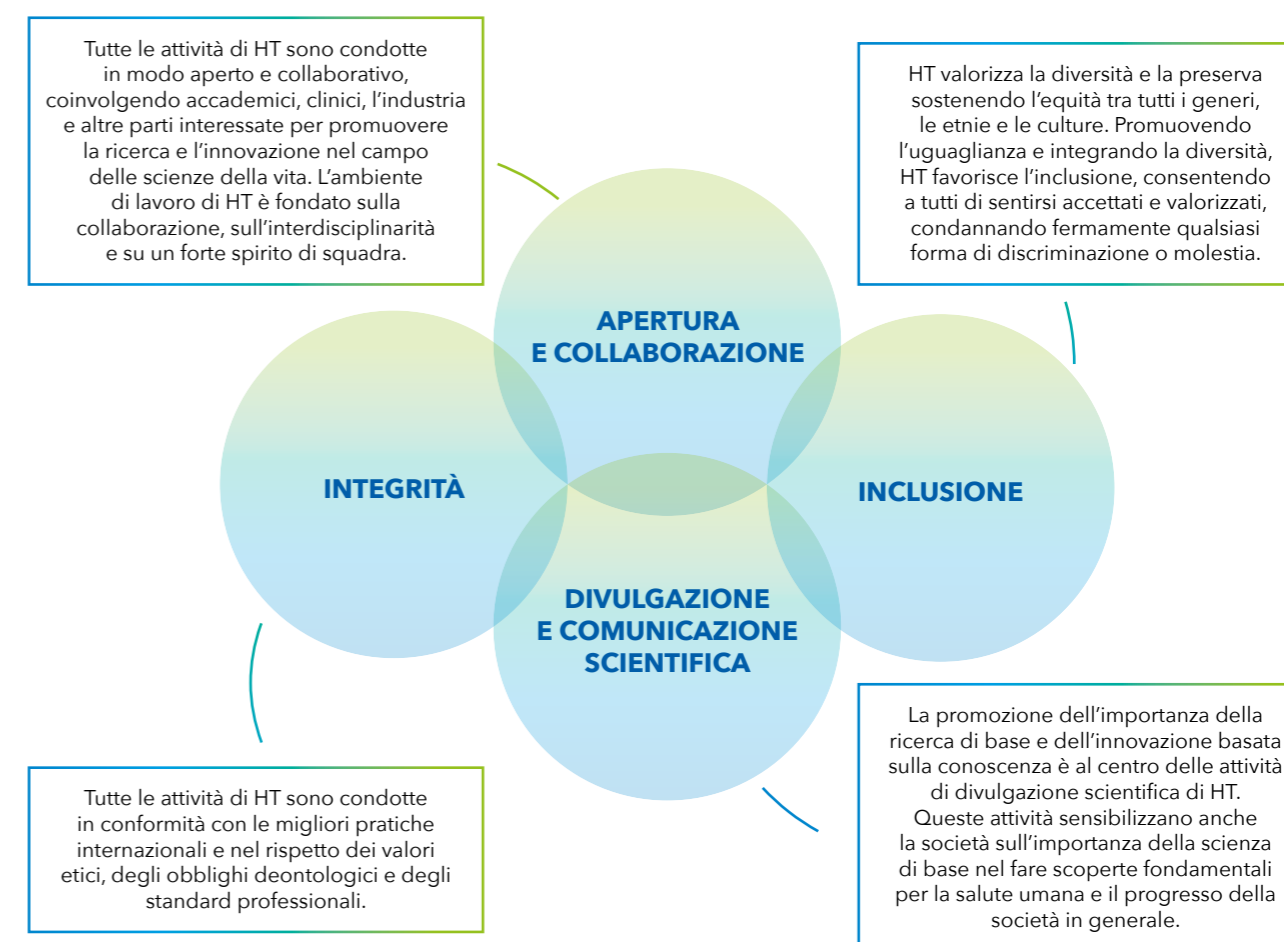 Tutte le attività di HT sono condotte
in modo aperto e collaborativo,
coinvolgendo accademici, clinici, l’industria
e altre parti interessate per promuovere
la ricerca e l’innovazione nel campo
delle scienze della vita. L’ambiente
di lavoro di HT è fondato sulla
collaborazione, sull’interdisciplinarità
e su un forte spirito di squadra.
HT valorizza la diversità e la preserva
sostenendo l’equità tra tutti i generi,
le etnie e le culture. Promuovendo
l’uguaglianza e integrando la diversità,
HT favorisce l’inclusione, consentendo
a tutti di sentirsi accettati e valorizzati,
condannando fermamente qualsiasi
forma di discriminazione o molestia.
APERTURA
E COLLABORAZIONE
INTEGRITÀ
INCLUSIONE
DIVULGAZIONE
E COMUNICAZIONE
SCIENTIFICA
Tutte le attività di HT sono condotte
in conformità con le migliori pratiche
internazionali e nel rispetto dei valori
etici, degli obblighi deontologici e degli
standard professionali.
La promozione dell’importanza della
ricerca di base e dell’innovazione basata
sulla conoscenza è al centro delle attività
di divulgazione scientifica di HT.
Queste attività sensibilizzano anche
la società sull’importanza della scienza
di base nel fare scoperte fondamentali
per la salute umana e il progresso della
società in generale.